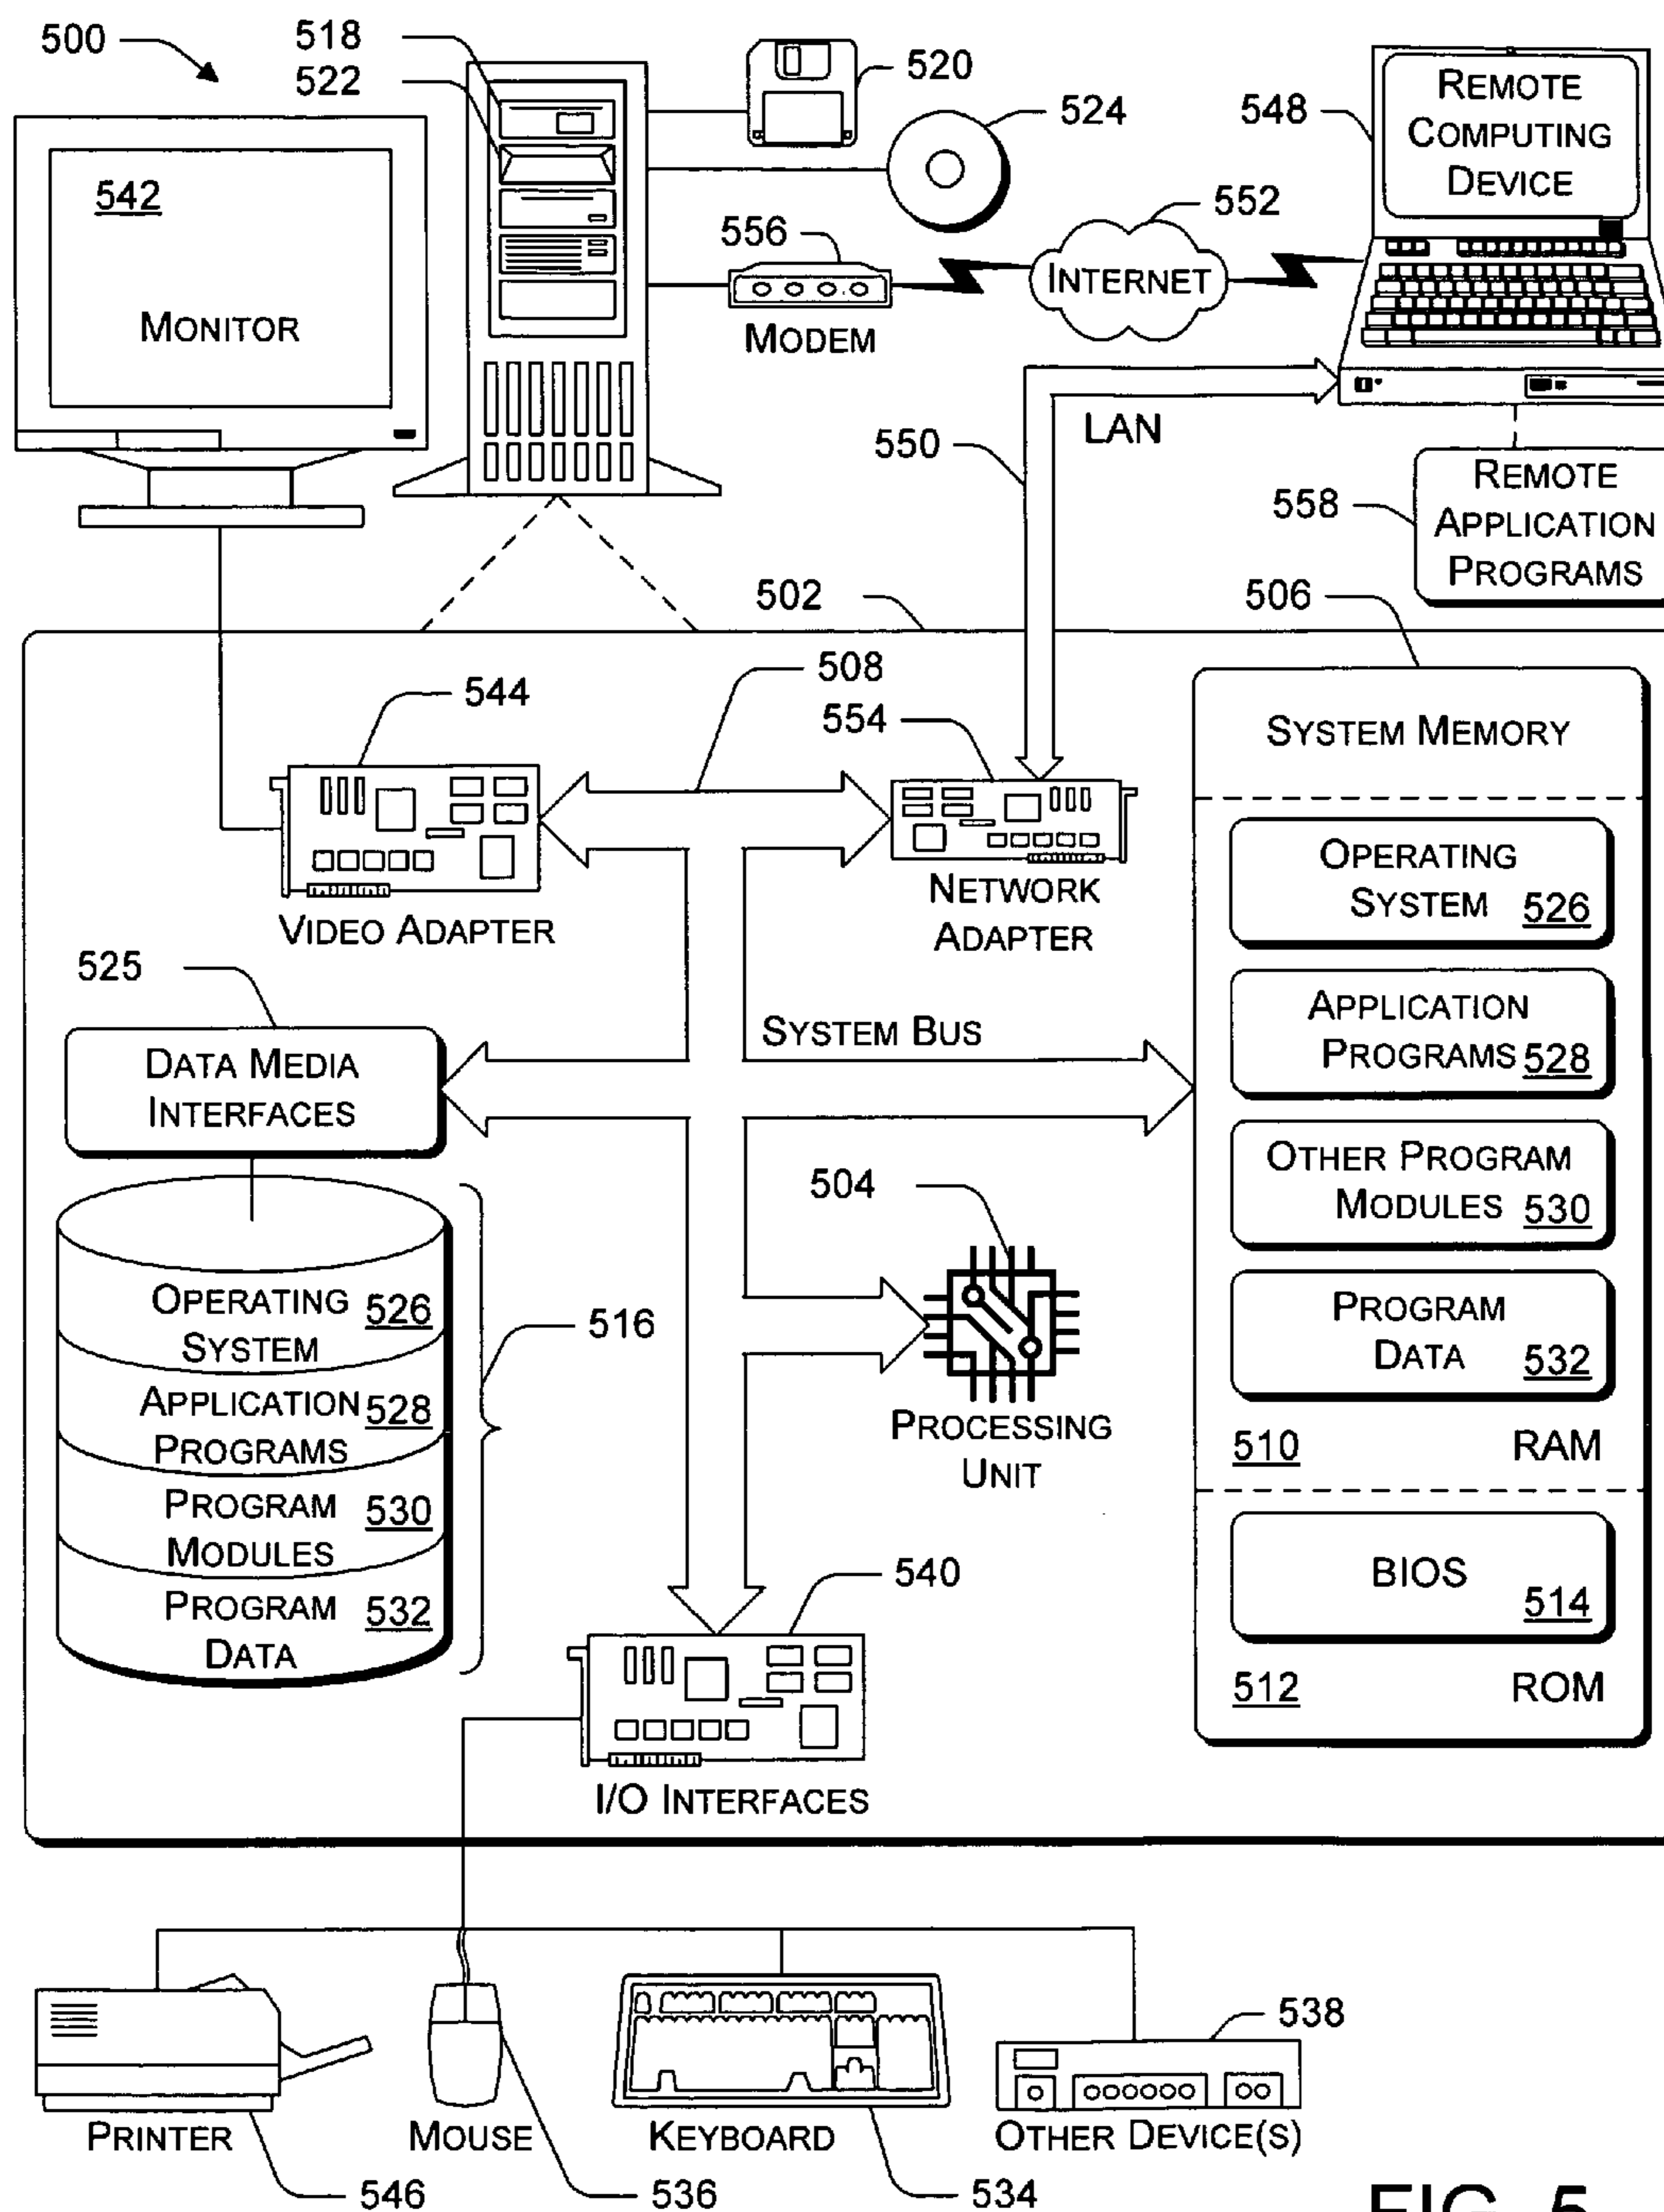 500
518
522
520
524
548
REMOTE
COMPUTING
DEVICE
542
MONITOR
556
MODEM
552
INTERNET
LAN
550
REMOTE
APPLICATION
PROGRAMS
558
502
506
544
508
554
SYSTEM MEMORY
VIDEO ADAPTER
NETWORK
ADAPTER
OPERATING
SYSTEM 526
525
DATA MEDIA
INTERFACES
SYSTEM BUS
APPLICATION
PROGRAMS 528
OTHER PROGRAM
MODULES 530
504
PROCESSING
UNIT
PROGRAM
DATA 532
510 RAM
OPERATING 526
SYSTEM
APPLICATION 528
PROGRAMS
PROGRAM 530
MODULES
PROGRAM 532
DATA
516
BIOS
514
512 ROM
540
I/O INTERFACES
PRINTER
546
MOUSE
536
KEYBOARD
534
538
OTHER DEVICE(S)
FIG. 5